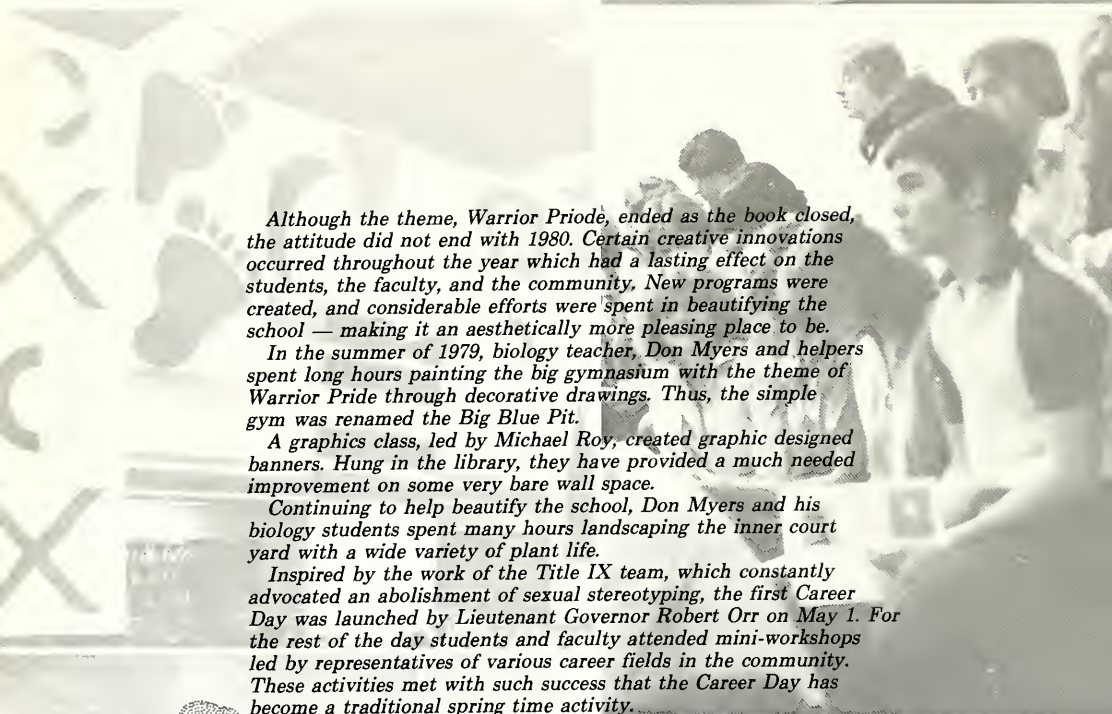 Although the theme, Warrior Priode, ended as the book closed,
the attitude did not end with 1980. Certain creative innovations
occurred throughout the year which had a lasting effect on the
students, the faculty, and the community. New programs were
created, and considerable efforts were spent in beautifying the
school — making it an aesthetically more pleasing place to be.
In the summer of 1979, biology teacher, Don Myers and helpers
spent long hours painting the big gymnasium with the theme of
Warrior Pride through decorative drawings. Thus, the simple
gym was renamed the Big Blue Pit.
A graphics class, led by Michael Roy, created graphic designed
banners. Hung in the library, they have provided a much needed
improvement on some very bare wall space.
Continuing to help beautify the school, Don Myers and his
biology students spent many hours landscaping the inner court
yard with a wide variety of plant life.
Inspired by the work of the Title IX team, which constantly
advocated an abolishment of sexual stereotyping, the first Career
Day was launched by Lieutenant Governor Robert Orr on May 1. For
the rest of the day students and faculty attended mini-workshops
led by representatives of various career fields in the community.
These activities met with such success that the Career Day has
become a traditional spring time activity.